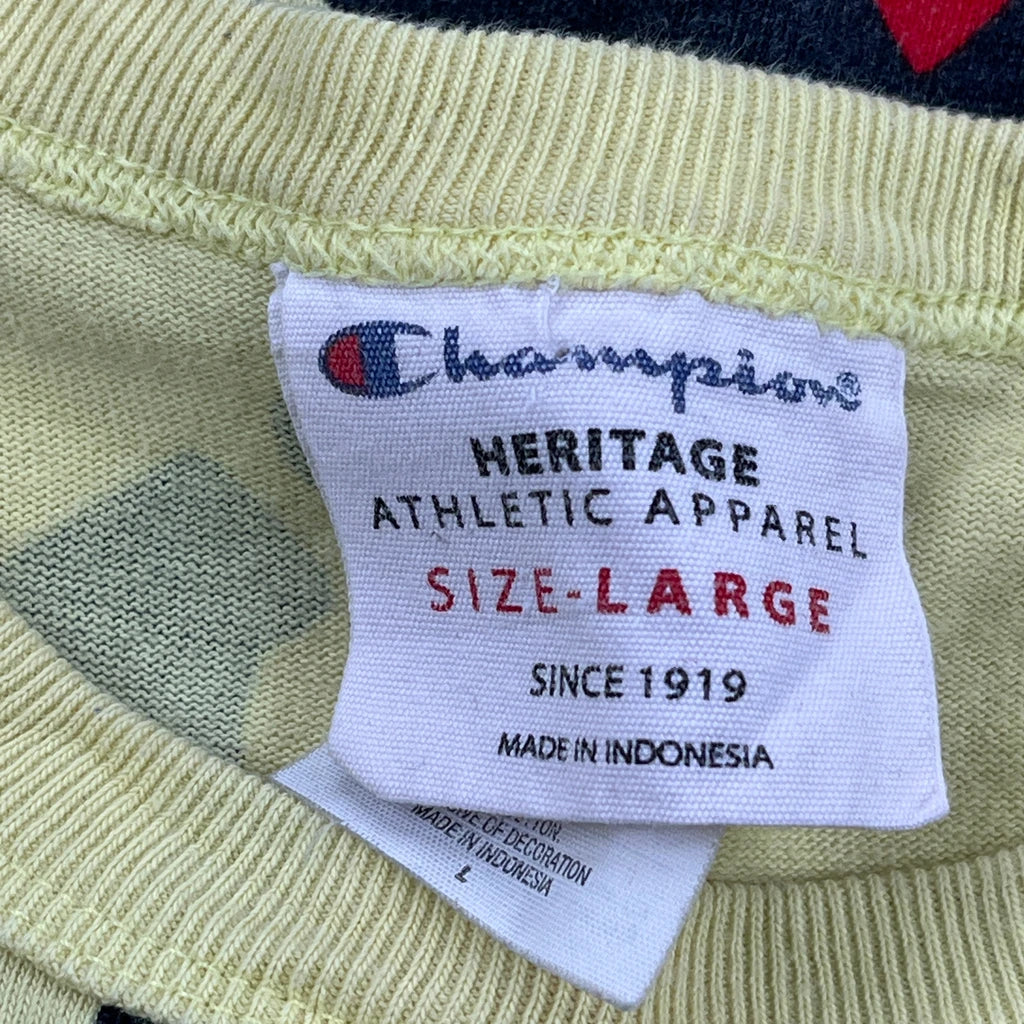 Champion®
HERITAGE
ATHLETIC APPAREL
SIZE-LARGE
SINCE 1919
MADE IN INDONESIA
OF DECORATION
MADE IN INDONESIA
L